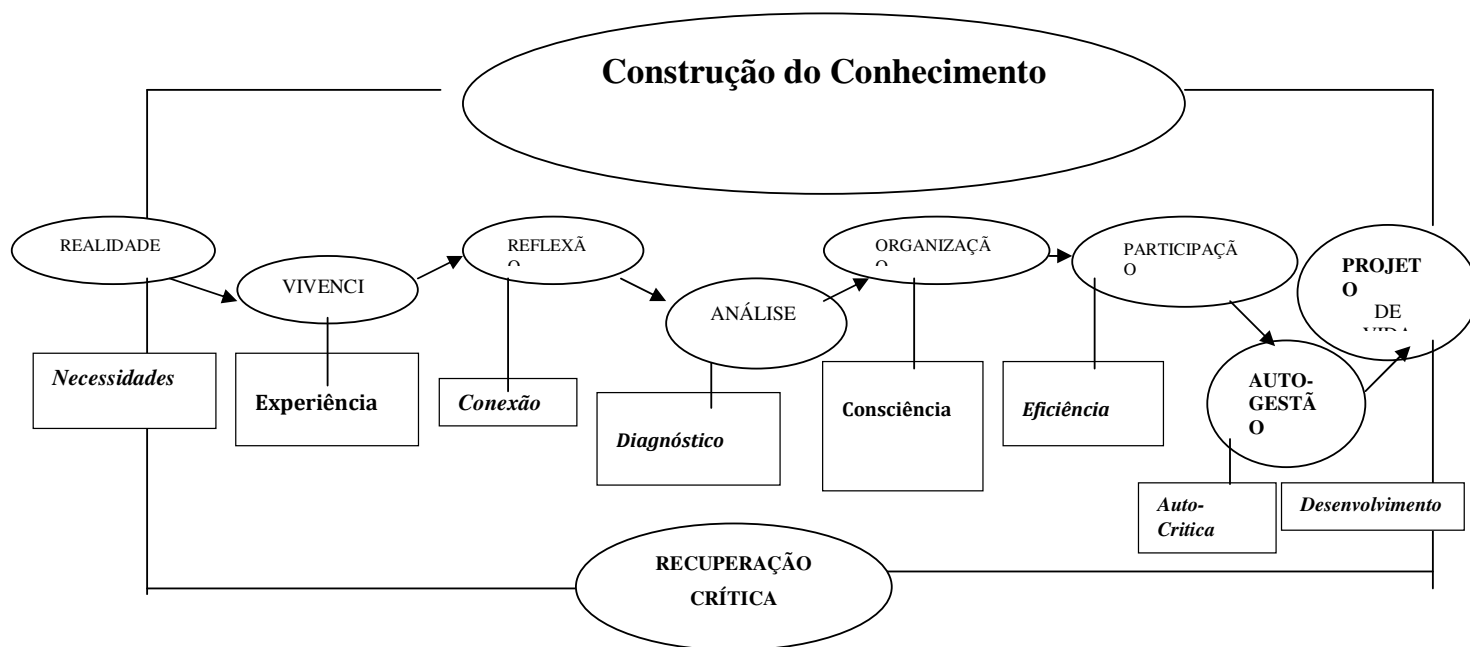 Construção do Conhecimento
REALIDADE
VIVENCI
REFLEXÃ
ANÁLISE
ORGANIZAÇÃ
PARTICIPAÇÃ
O
PROJET
O
DE
AUTO-
GESTÃ
O
Necessidades
Experiência
Conexão
Diagnóstico
Consciência
Eficiência
Auto-
Critica
Desenvolvimento
RECUPERAÇÃO
CRÍTICA